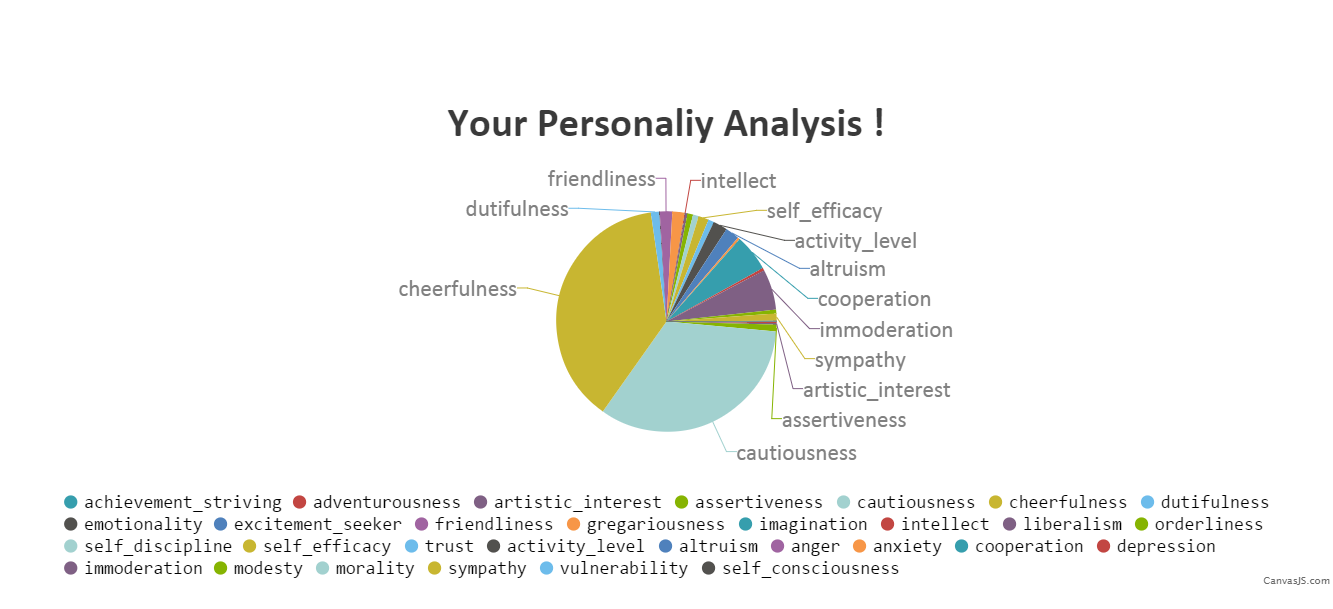 Your Personaliy Analysis !
friendliness
intellect
dutifulness
self_efficacy
activity_level
altruism
cheerfulness
cooperation
immoderation
sympathy
artistic_interest
assertiveness
cautiousness
achievement_striving adventurousness artistic_interest assertiveness cautiousness cheerfulness dutifulness
emotionality excitement_seeker friendliness gregariousness imagination intellect liberalism orderliness
self_discipline self_efficacy trust activity_level altruism anger anxiety cooperation depression
immoderation modesty morality sympathy vulnerability self_consciousness
CanvasJS.com